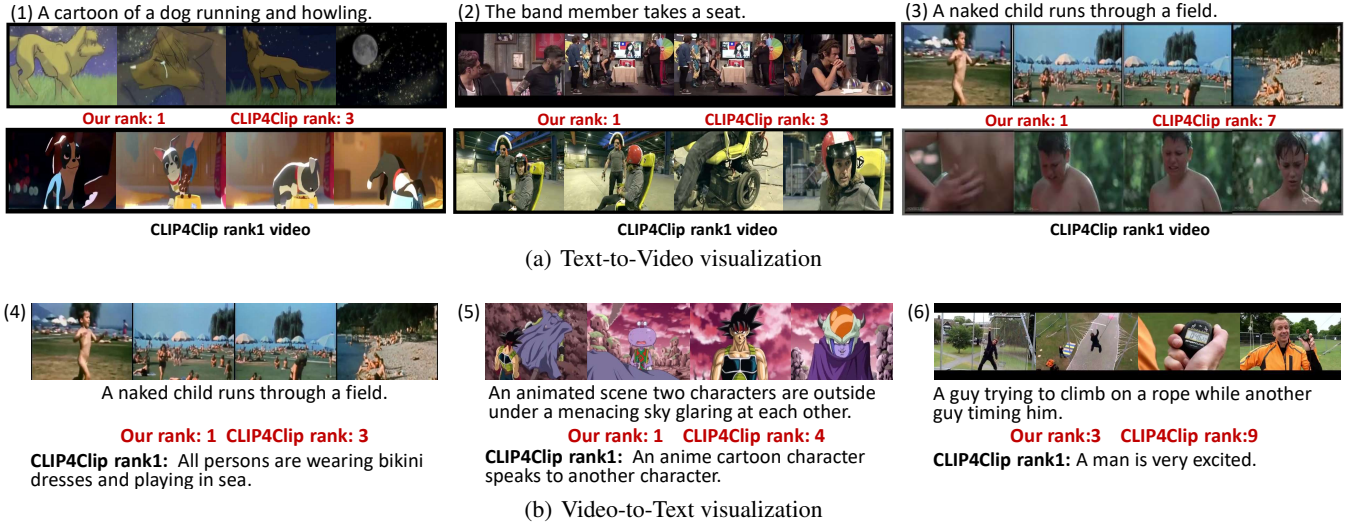 (1) A cartoon of a dog running and howling.
Our rank: 1 CLIP4Clip rank: 3
CLIP4Clip rank1 video
(2) The band member takes a seat.
Our rank: 1 CLIP4Clip rank: 3
CLIP4Clip rank1 video
(3) A naked child runs through a field.
Our rank: 1 CLIP4Clip rank: 7
CLIP4Clip rank1 video
(a) Text-to-Video visualization
(4)
A naked child runs through a field.
Our rank: 1 CLIP4Clip rank: 3
CLIP4Clip rank1: All persons are wearing bikini
dresses and playing in sea.
(5)
An animated scene two characters are outside
under a menacing sky glaring at each other.
Our rank: 1 CLIP4Clip rank: 4
CLIP4Clip rank1: An anime cartoon character
speaks to another character.
(6)
A guy trying to climb on a rope while another
guy timing him.
Our rank:3 CLIP4Clip rank:9
CLIP4Clip rank1: A man is very excited.
(b) Video-to-Text visualization